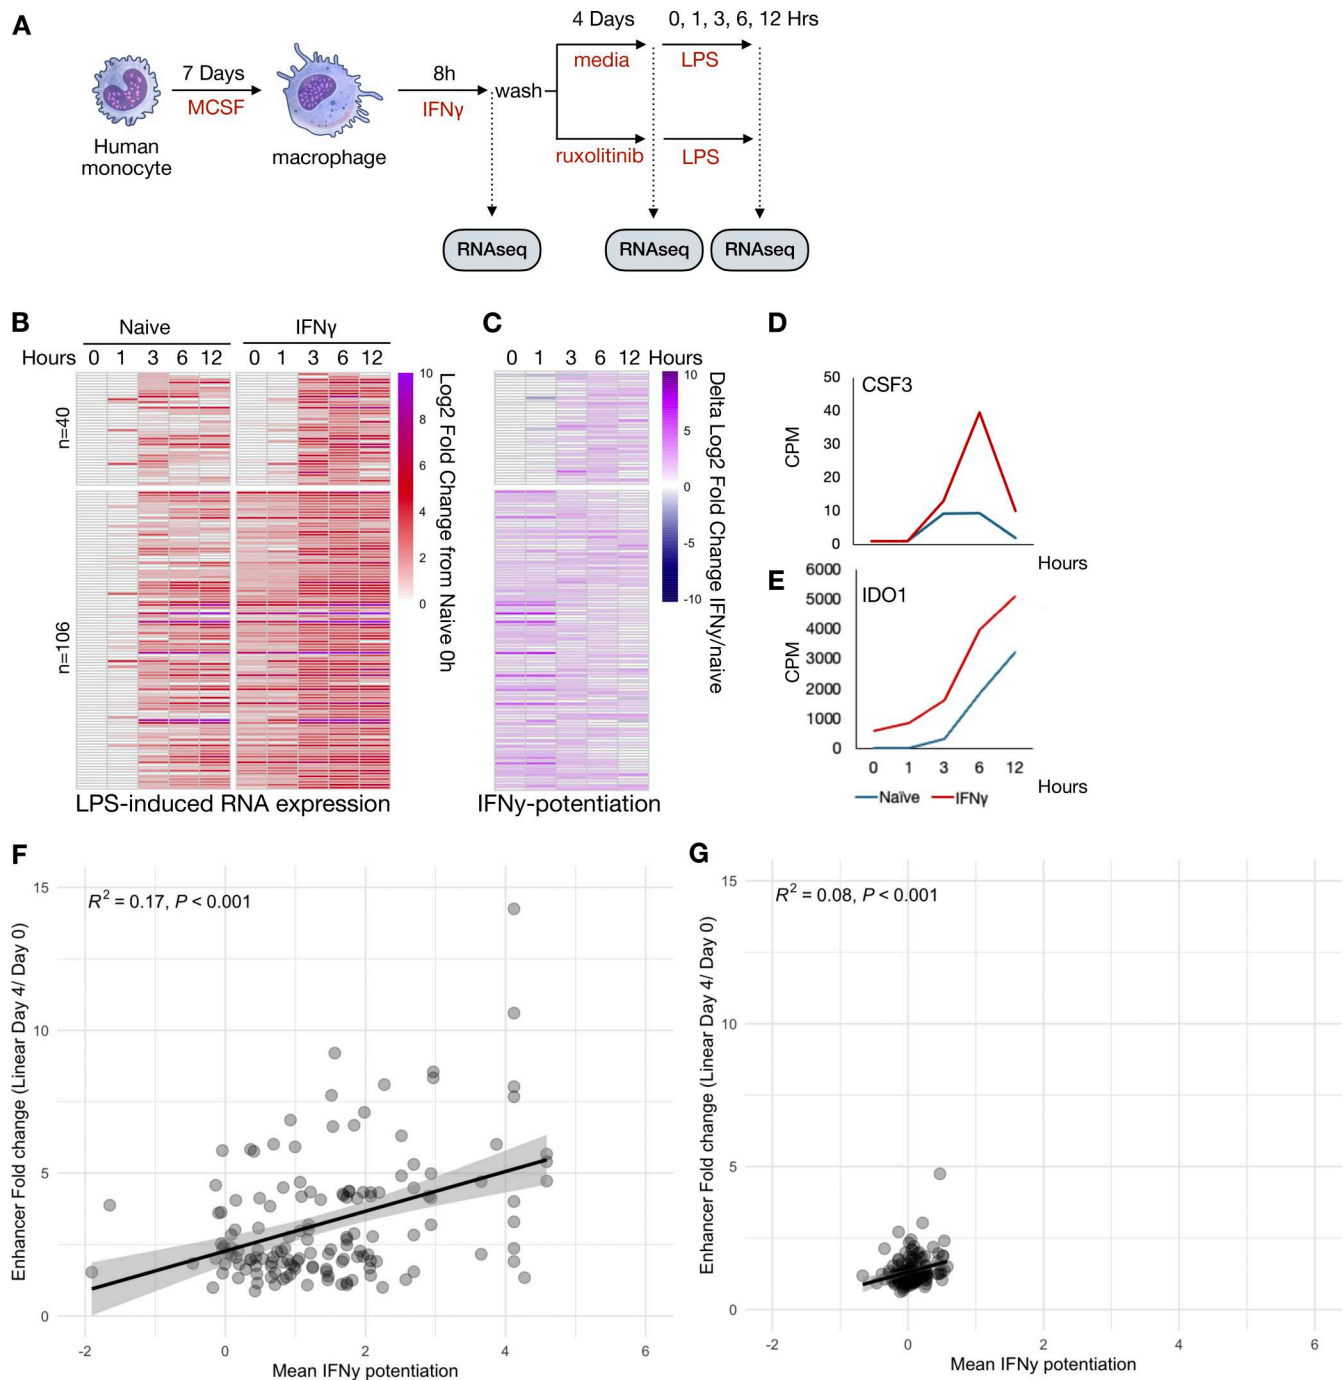 A
4 Days
0, 1, 3, 6, 12 Hrs
7 Days
MCSF
8h
IFNγ
wash
media
LPS
ruxolitinib
LPS
Human
monocyte
macrophage
RNAseq
RNAseq
RNAseq
B
Naive
IFNγ
Hours 0 1 3 6 12 0 1 3 6 12
n=40
n=106
10
8
6
4
2
0
Log2 Fold Change from Naive 0h
LPS-induced RNA expression
C
0 1 3 6 12 Hours
10
5
0
-5
-10
Delta Log2 Fold Change IFNy/naive
IFNy-potentiation
D
CSF3
50
40
30
20
10
0
CPM
Hours
E
IDO1
6000
5000
4000
3000
2000
1000
0
CPM
0 1 3 6 12
Hours
Naïve IFNγ
F
R² = 0.17, P < 0.001
15
10
5
0
Enhancer Fold change (Linear Day 4/ Day 0)
-2 0 2 4 6
Mean IFNy potentiation
G
R² = 0.08, P < 0.001
15
10
5
0
Enhancer Fold change (Linear Day 4/ Day 0)
-2 0 2 4 6
Mean IFNy potentiation